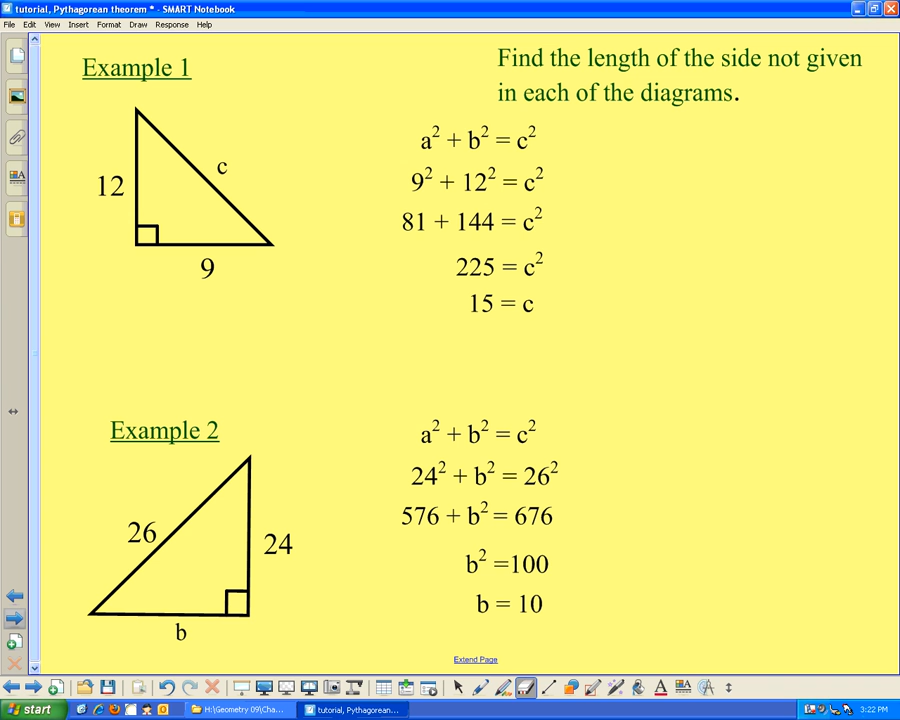 tutorial, Pythagorean theorem * - SMART Notebook
File Edit View Insert Format Draw Response Help
Example 1
Find the length of the side not given
in each of the diagrams.
12
c
9
a² + b² = c²
9² + 12² = c²
81 + 144 = c²
225 = c²
15 = c
Example 2
26
24
b
a² + b² = c²
24² + b² = 26²
576 + b² = 676
b² =100
b = 10
Extend Page
start
H:\Geometry 09\Cha...
tutorial, Pythagorean...
3:22 PM